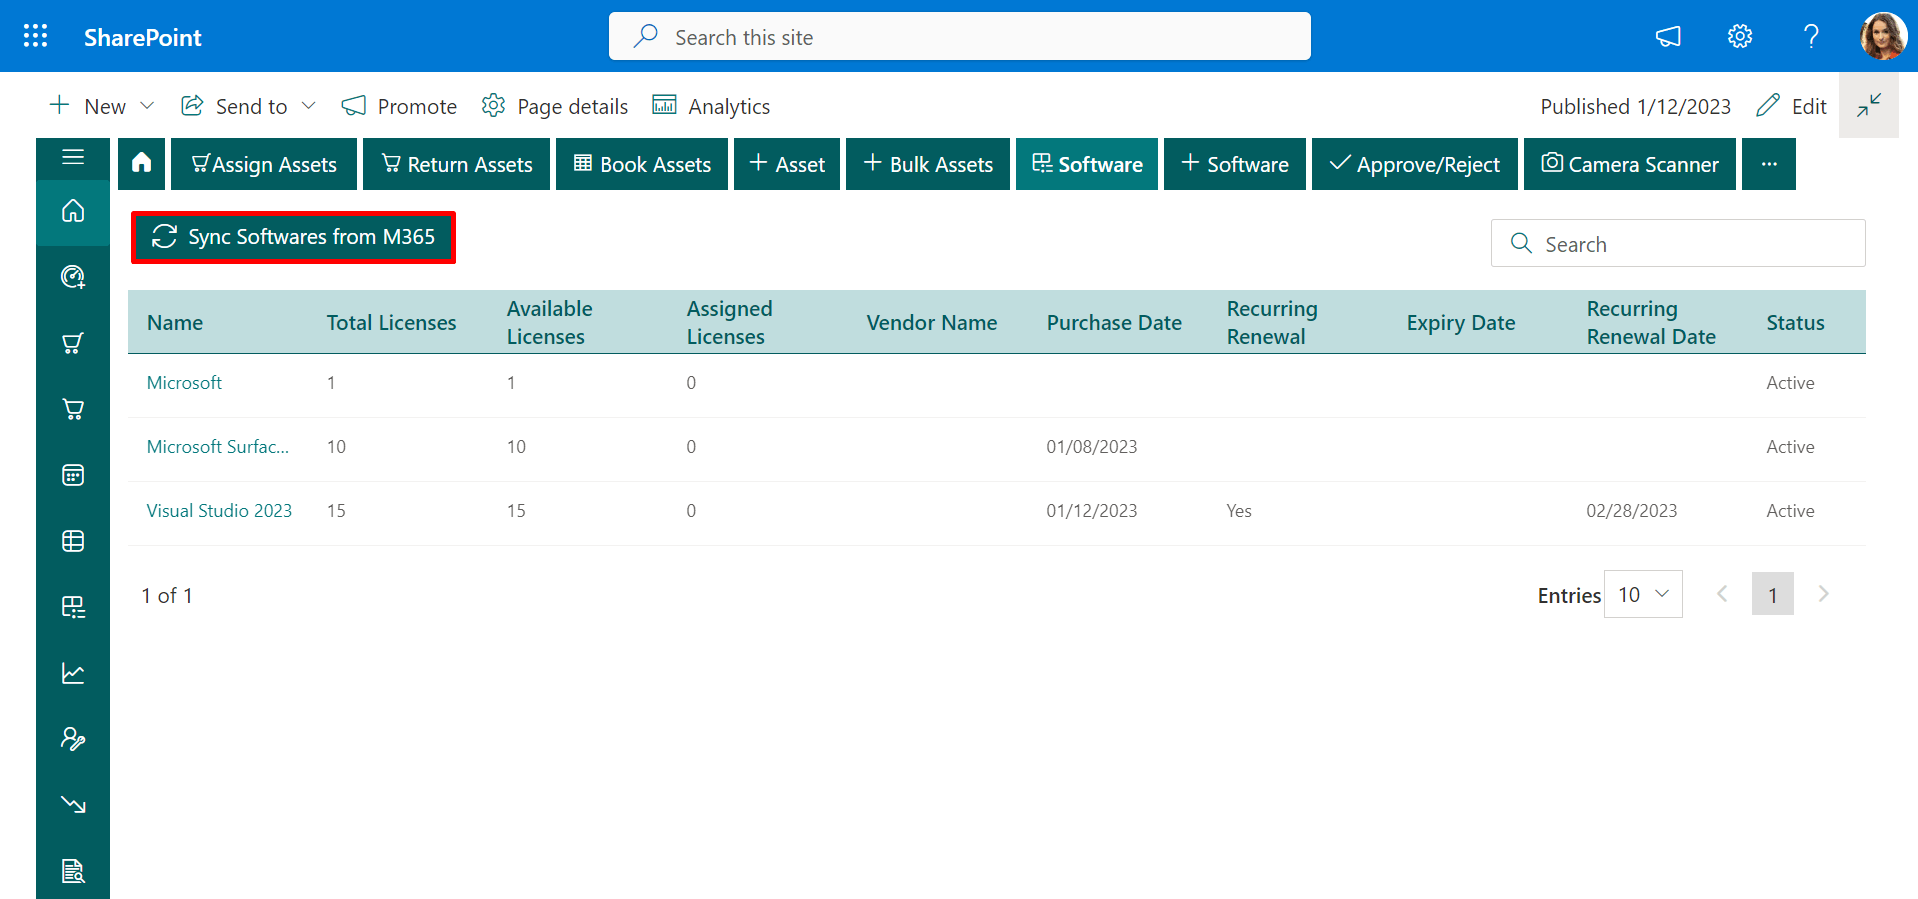 SharePoint
Search this site
New
Send to
Promote
Page details
Analytics
Published 1/12/2023
Edit
Assign Assets
Return Assets
Book Assets
+ Asset
+ Bulk Assets
Software
+ Software
Approve/Reject
Camera Scanner
...
Sync Softwares from M365
Search
Name
Total Licenses
Available
Licenses
Assigned
Licenses
Vendor Name
Purchase Date
Recurring
Renewal
Expiry Date
Recurring
Renewal Date
Status
Microsoft 1 1 0 Active
Microsoft Surfac... 10 10 0 01/08/2023 Active
Visual Studio 2023 15 15 0 01/12/2023 Yes 02/28/2023 Active
1 of 1
Entries 10
1